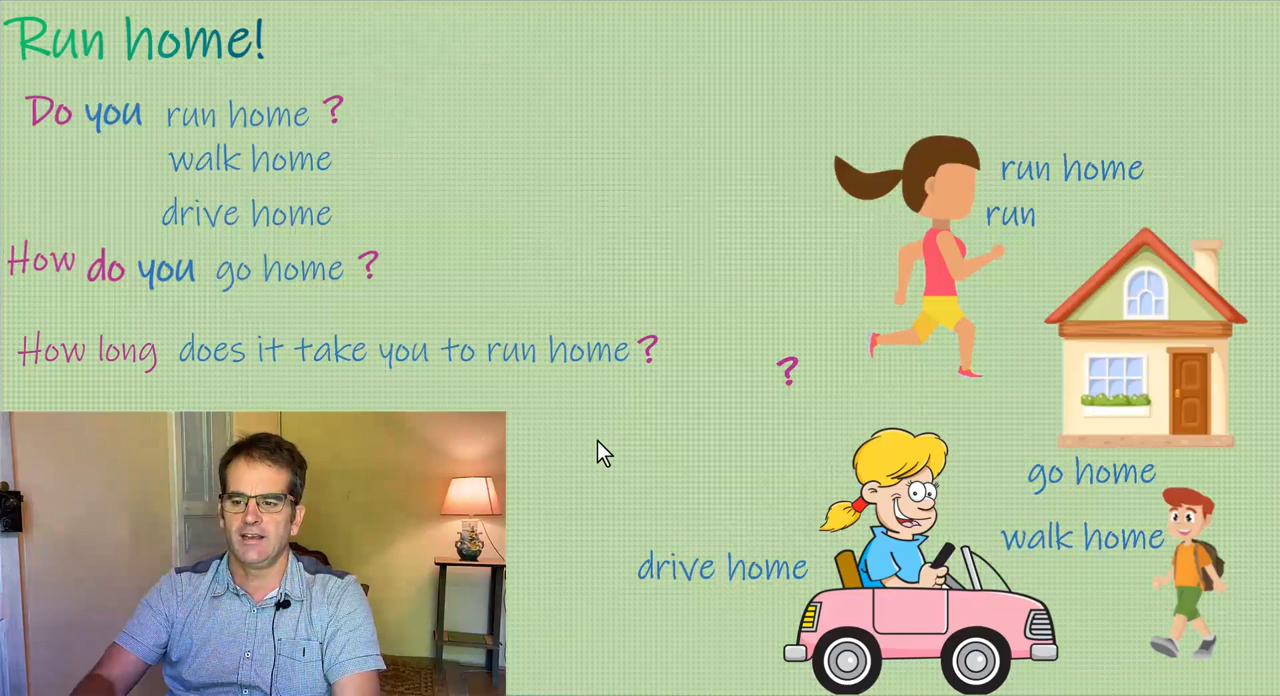 Run home!
Do you run home ?
walk home
drive home
How do you go home ?
How long does it take you to run home ?
?
run home
run
go home
walk home
drive home